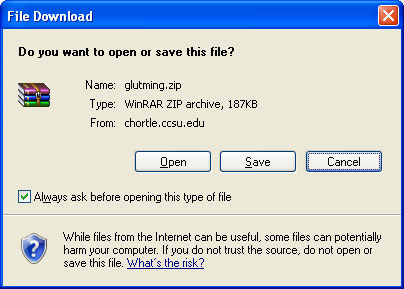 File Download
Do you want to open or save this file?
Name: glutming.zip
Type: WinRAR ZIP archive, 187KB
From: chortle.ccsu.edu
Open Save Cancel
Always ask before opening this type of file
While files from the Internet can be useful, some files can potentially
harm your computer. If you do not trust the source, do not open or
save this file. What's the risk?